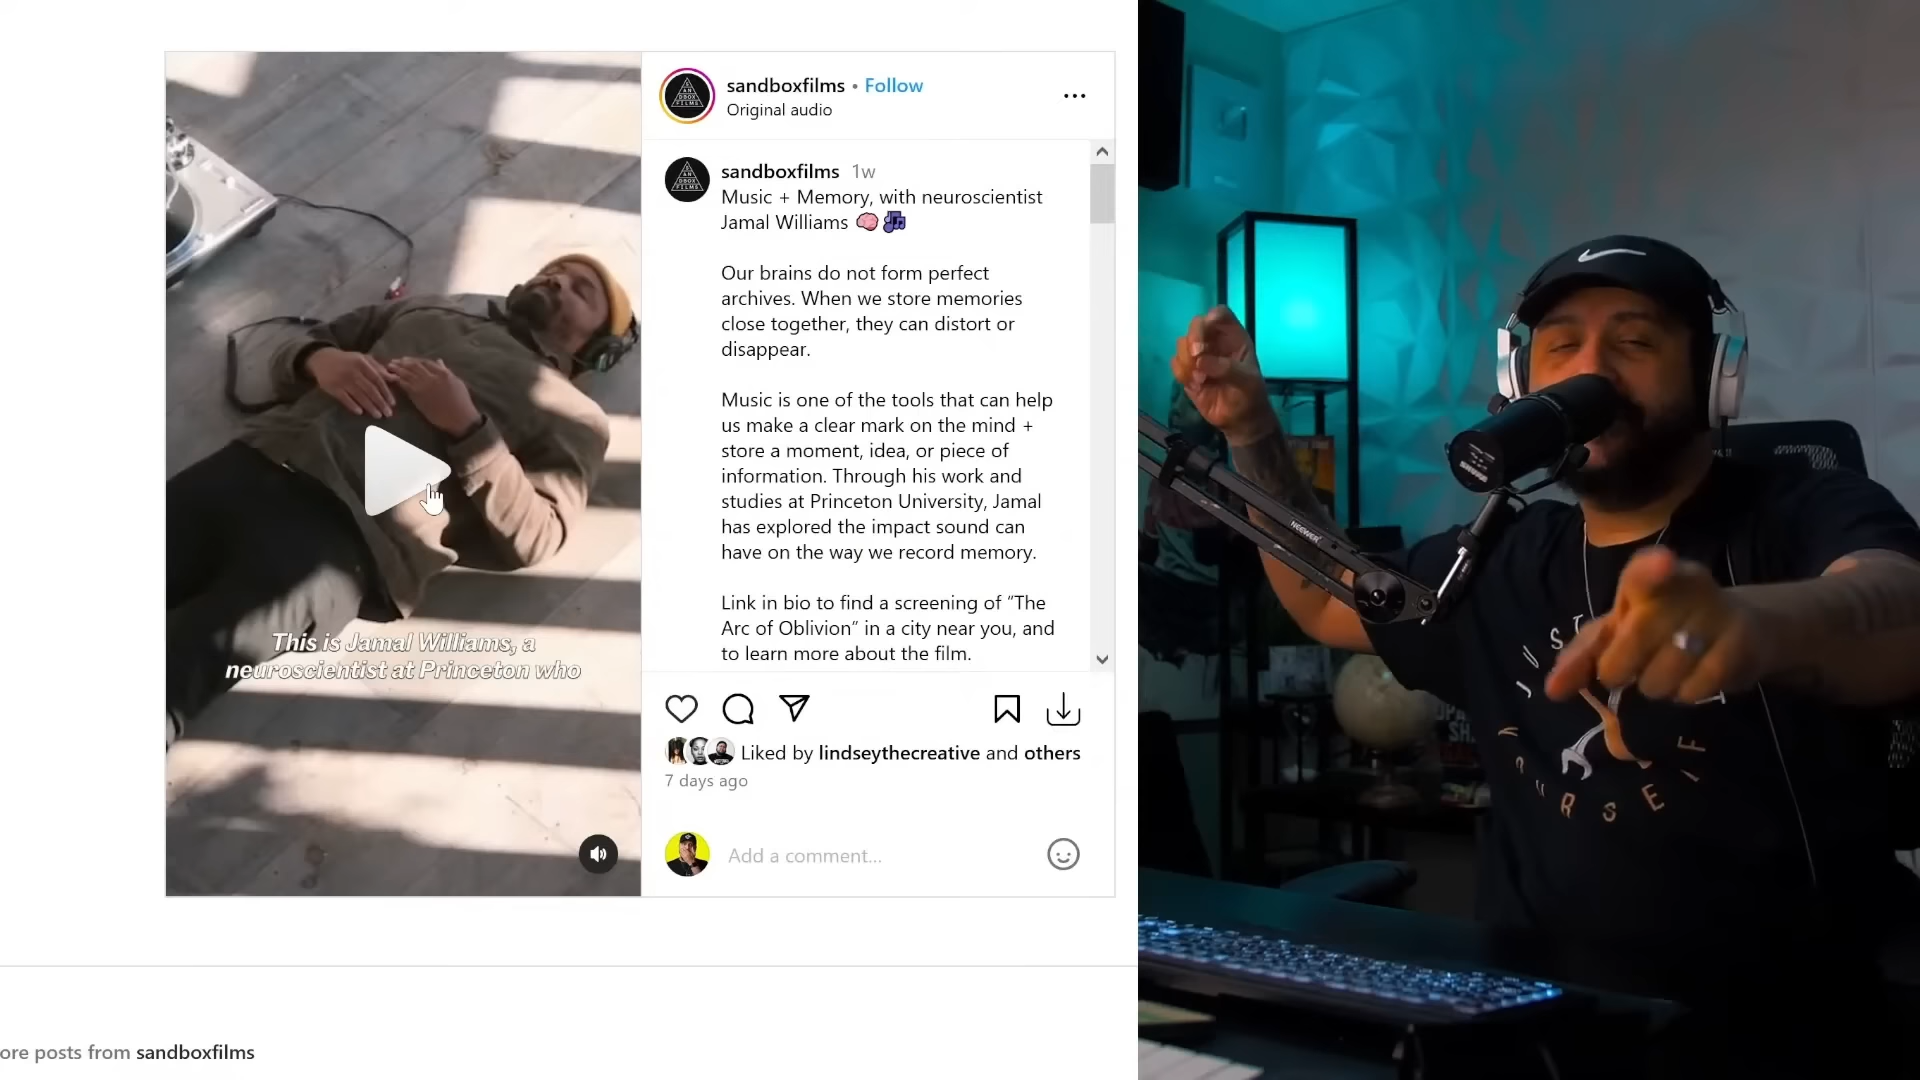 sandboxfilms • Follow
Original audio
sandboxfilms 1w
Music + Memory, with neuroscientist
Jamal Williams 🧠🎶
Our brains do not form perfect
archives. When we store memories
close together, they can distort or
disappear.
Music is one of the tools that can help
us make a clear mark on the mind +
store a moment, idea, or piece of
information. Through his work and
studies at Princeton University, Jamal
has explored the impact sound can
have on the way we record memory.
Link in bio to find a screening of “The
Arc of Oblivion” in a city near you, and
to learn more about the film.
This is Jamal Williams, a
neuroscientist at Princeton who
Liked by lindseythecreative and others
7 days ago
Add a comment...
ore posts from sandboxfilms
NEEWER
SHURE